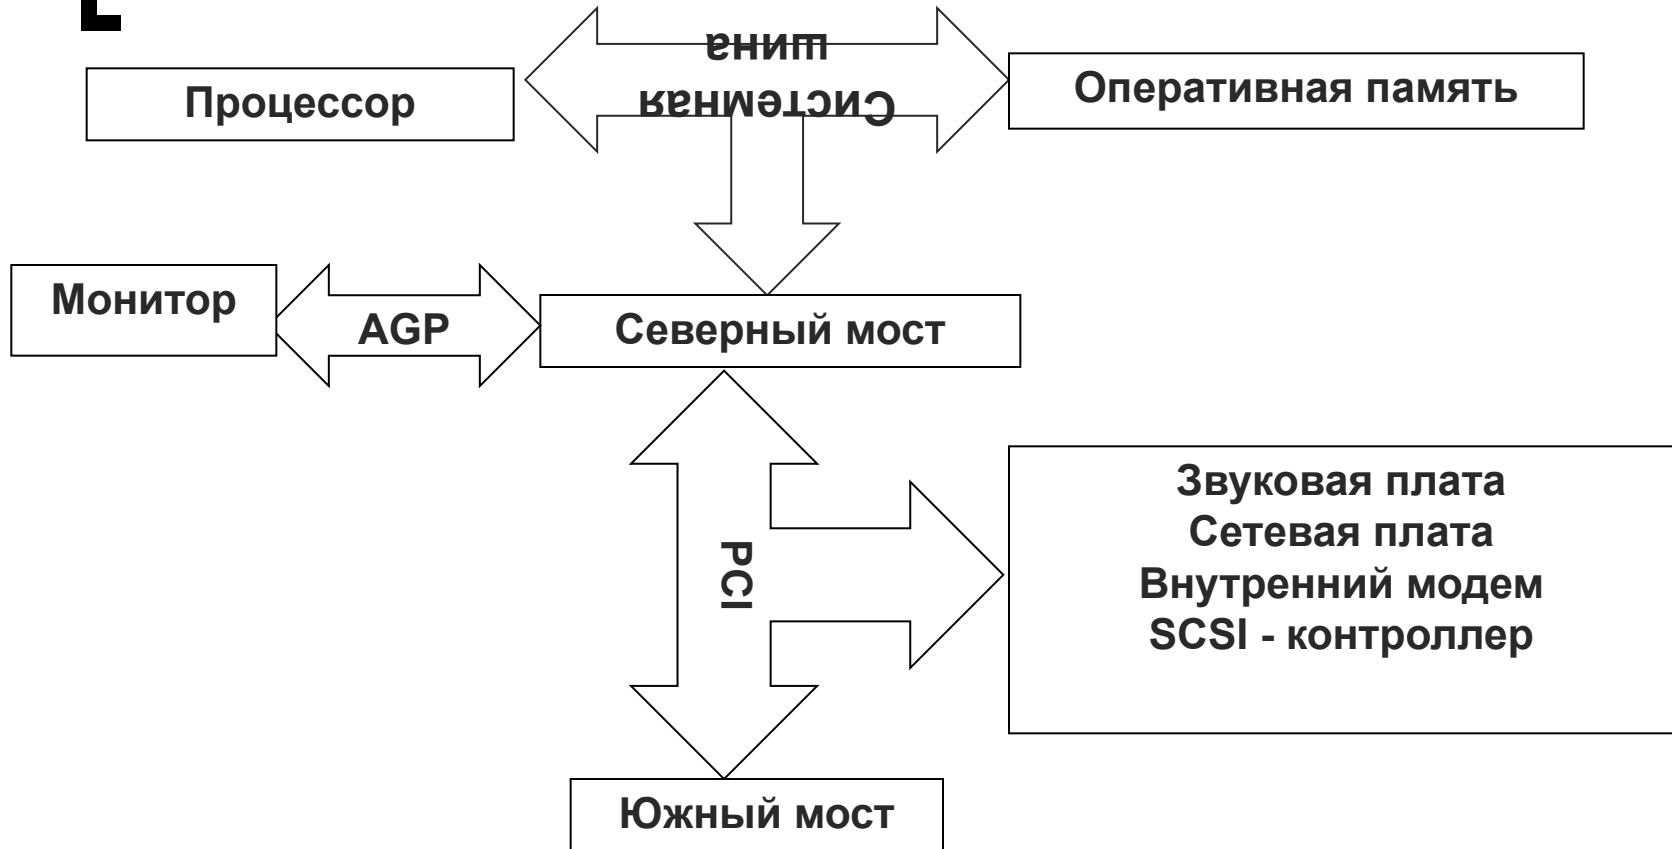 Системная
шина
Процессор
Оперативная память
Монитор
AGP
Северный мост
PCI
Звуковая плата
Сетевая плата
Внутренний модем
SCSI - контроллер
Южный мост